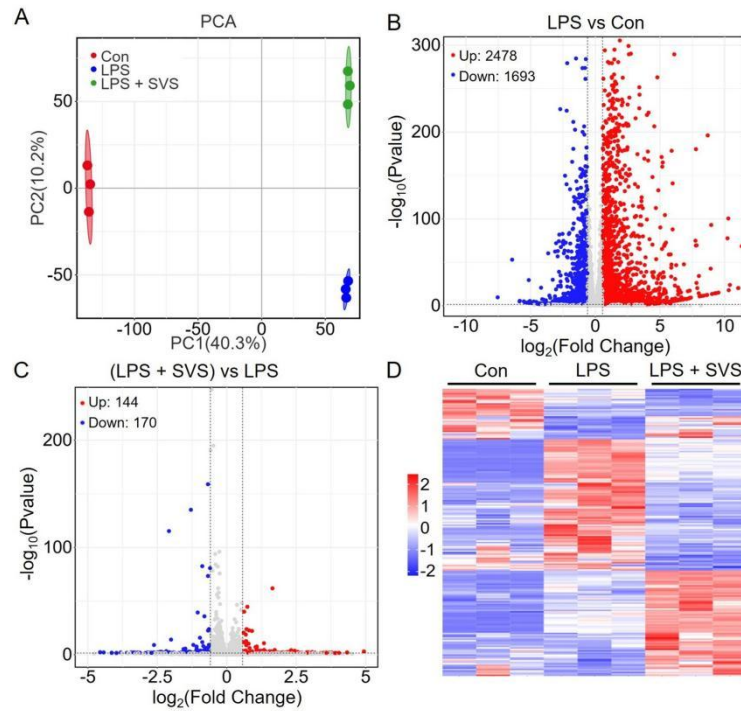 A
PCA
Con
LPS
LPS + SVS
PC2(10.2%)
50
0
-50
-100
-50
0
50
PC1(40.3%)
B
LPS vs Con
Up: 2478
Down: 1693
-log10(Pvalue)
300
200
100
0
-10
-5
0
5
10
log2(Fold Change)
C
(LPS + SVS) vs LPS
Up: 144
Down: 170
-log10(Pvalue)
200
100
0
-5
-2.5
0
2.5
5
log2(Fold Change)
D
Con
LPS
LPS + SVS
2
1
0
-1
-2